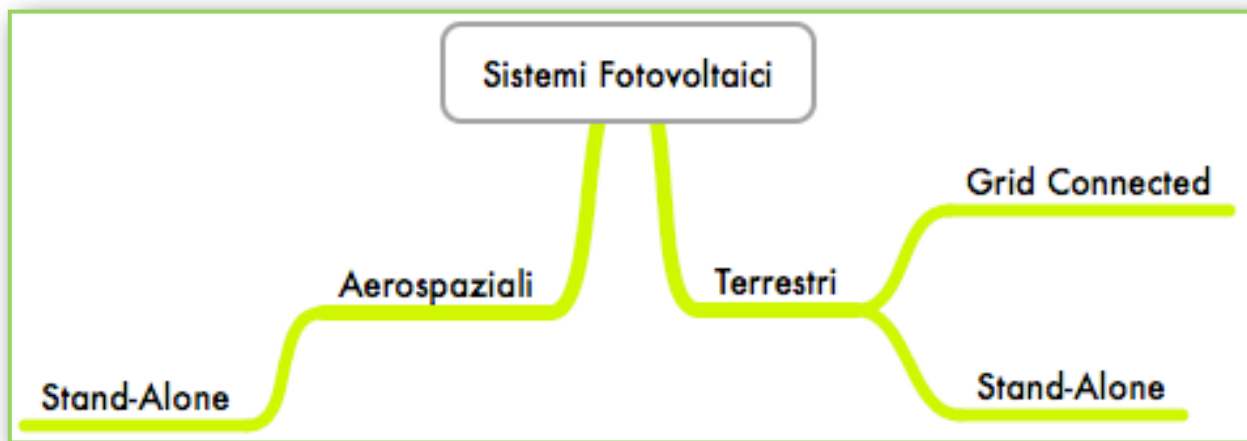 Sistemi Fotovoltaici
Grid Connected
Aerospaziali
Terrestri
Stand-Alone
Stand-Alone